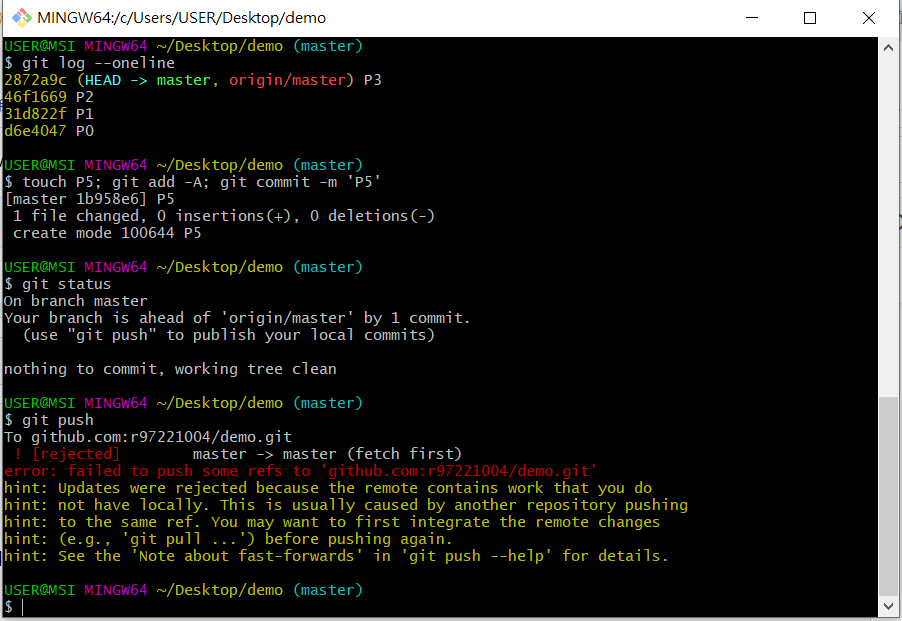 MINGW64:/c/Users/USER/Desktop/demo
USER@MSI MINGW64 ~/Desktop/demo (master)
$ git log --oneline
2872a9c (HEAD -> master, origin/master) P3
46f1669 P2
31d822f P1
d6e4047 P0
USER@MSI MINGW64 ~/Desktop/demo (master)
$ touch P5; git add -A; git commit -m 'P5'
[master 1b958e6] P5
1 file changed, 0 insertions(+), 0 deletions(-)
create mode 100644 P5
USER@MSI MINGW64 ~/Desktop/demo (master)
$ git status
On branch master
Your branch is ahead of 'origin/master' by 1 commit.
(use "git push" to publish your local commits)
nothing to commit, working tree clean
USER@MSI MINGW64 ~/Desktop/demo (master)
$ git push
To github.com:r97221004/demo.git
! [rejected]        master -> master (fetch first)
error: failed to push some refs to 'github.com:r97221004/demo.git'
hint: Updates were rejected because the remote contains work that you do
hint: not have locally. This is usually caused by another repository pushing
hint: to the same ref. You may want to first integrate the remote changes
hint: (e.g., 'git pull ...') before pushing again.
hint: See the 'Note about fast-forwards' in 'git push --help' for details.
USER@MSI MINGW64 ~/Desktop/demo (master)
$